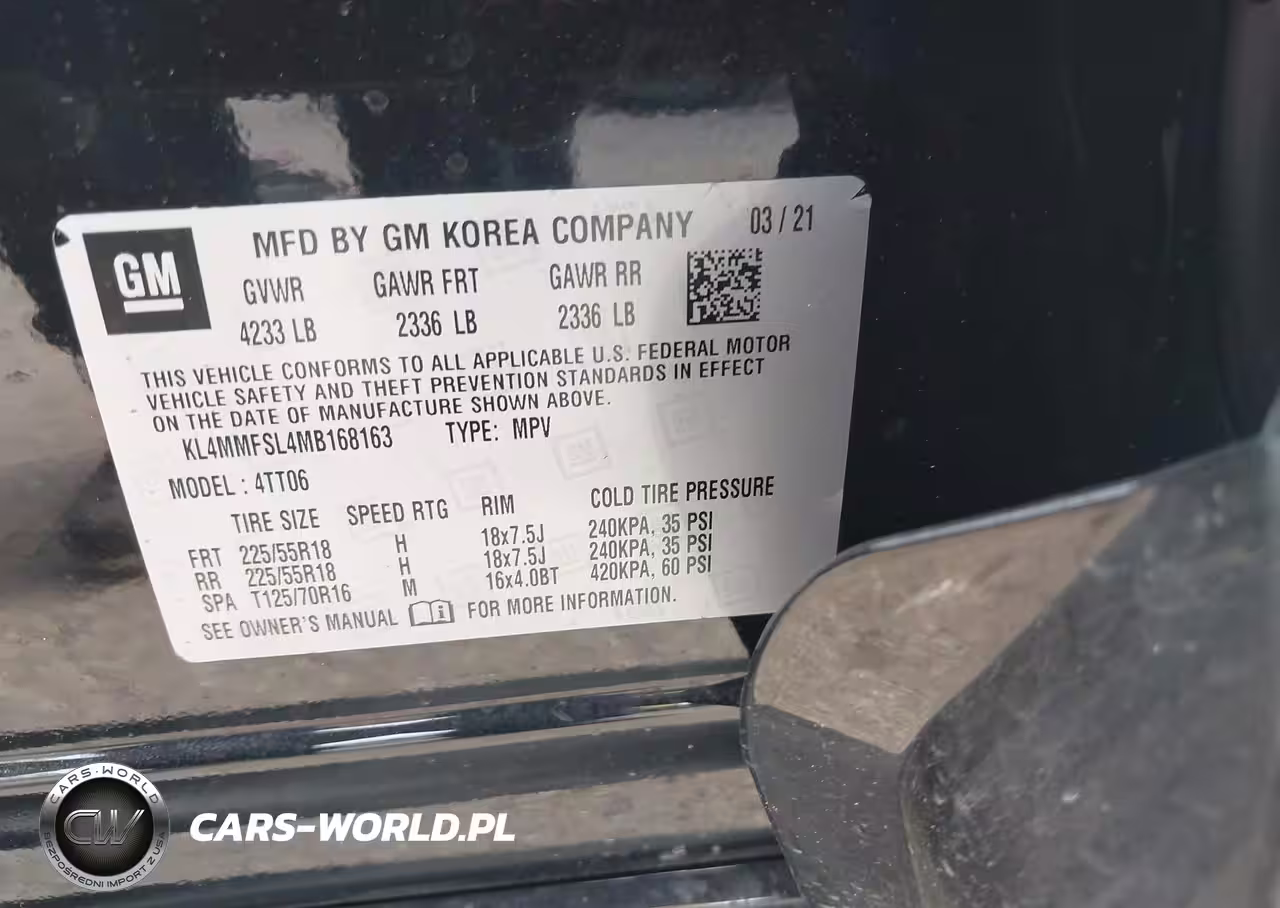 GM
MFD BY GM KOREA COMPANY 03 / 21
GVWR GAWR FRT GAWR RR
4233 LB 2336 LB 2336 LB
THIS VEHICLE CONFORMS TO ALL APPLICABLE U.S. FEDERAL MOTOR
VEHICLE SAFETY AND THEFT PREVENTION STANDARDS IN EFFECT
ON THE DATE OF MANUFACTURE SHOWN ABOVE.
KL4MMFSL4MB168163 TYPE: MPV
MODEL : 4TT06
TIRE SIZE SPEED RTG RIM COLD TIRE PRESSURE
FRT 225/55R18 H 18x7.5J 240KPA, 35 PSI
RR 225/55R18 H 18x7.5J 240KPA, 35 PSI
SPA T125/70R16 M 16x4.0BT 420KPA, 60 PSI
SEE OWNER'S MANUAL FOR MORE INFORMATION.
CARS-WORLD
CW
BEZPOŚREDNI IMPORT Z USA
CARS-WORLD.PL